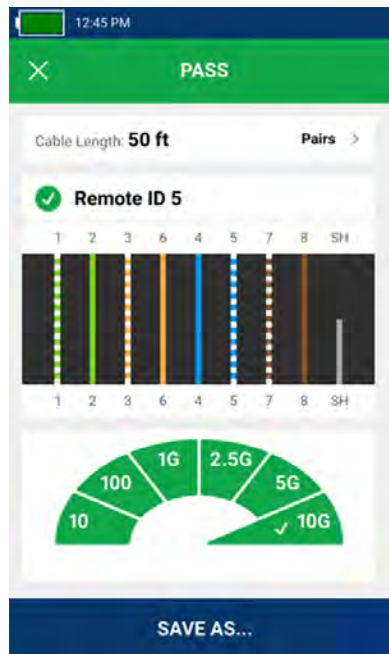 12:45 PM
PASS
Cable Length: 50 ft Pairs >
Remote ID 5
1 2 3 6 4 5 7 8 SH
1 2 3 6 4 5 7 8 SH
10
100
1G
2.5G
5G
10G
SAVE AS...